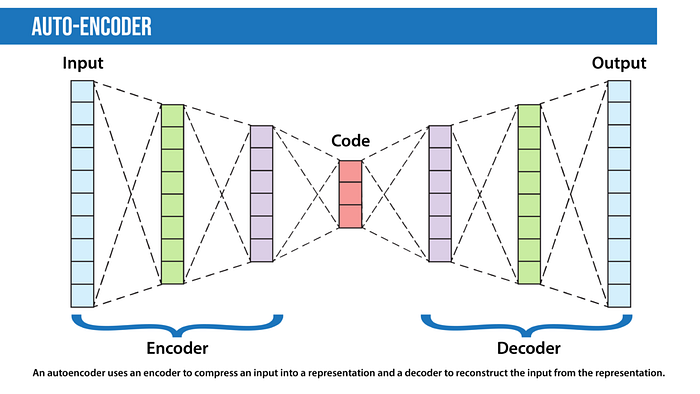 AUTO-ENCODER
Input
Output
Code
Encoder
Decoder
An autoencoder uses an encoder to compress an input into a representation and a decoder to reconstruct the input from the representation.